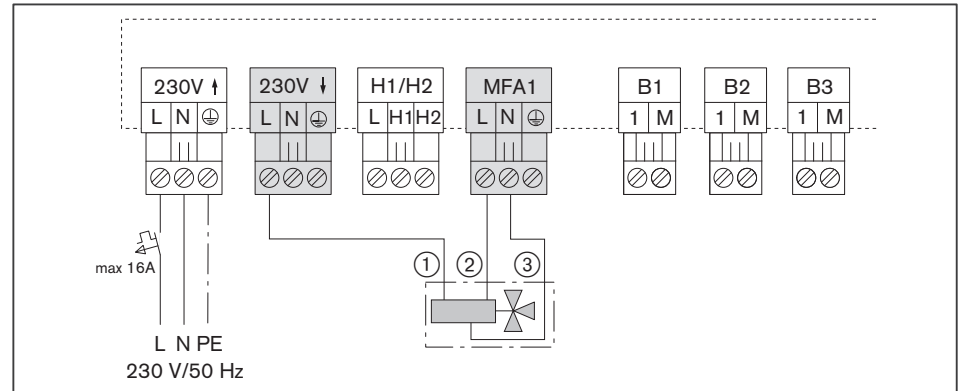 230V ↑ 230V ↓ H1/H2 MFA1 B1 B2 B3
L N ⏚ L N ⏚ L H1 H2 L N ⏚ 1 M 1 M 1 M
① ② ③
max 16A
L N PE
230 V/50 Hz